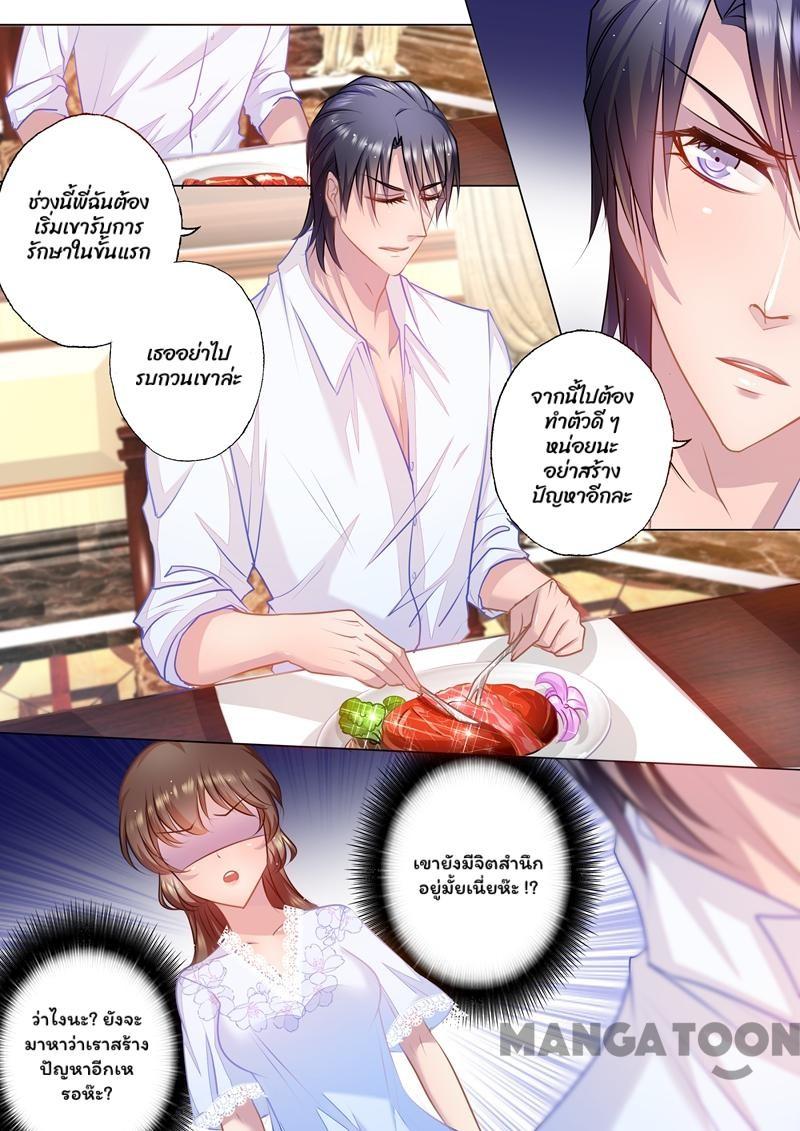 ช่วงนี้พี่ฉันต้อง
เริ่มเขารับการ
รักษาในขั้นแรก
เธออย่าไป
รบกวนเขาล่ะ
จากนี้ไปต้อง
ทำตัวดี ๆ
หน่อยนะ
อย่าสร้าง
ปัญหาอีกละ
เขายังมีจิตสำนึก
อยู่มั้ยเนี่ยห๊ะ !?
ว่าไงนะ? ยังจะ
มาหาว่าเราสร้าง
ปัญหาอีกเห
รอห๊ะ?
MANGATOON